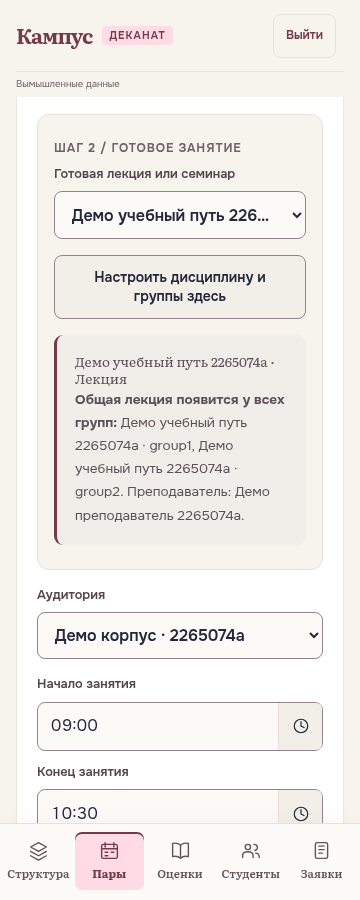 Кампус
ДЕКАНАТ
Выйти
Вымышленные данные
ШАГ 2 / ГОТОВОЕ ЗАНЯТИЕ
Готовая лекция или семинар
Демо учебный путь 226...
Настроить дисциплину и
группы здесь
Демо учебный путь 2265074a ·
Лекция
Общая лекция появится у всех
групп: Демо учебный путь
2265074a · group1, Демо
учебный путь 2265074a ·
group2. Преподаватель: Демо
преподаватель 2265074a.
Аудитория
Демо корпус · 2265074a
Начало занятия
09:00
Конец занятия
10:30
Структура
Пары
Оценки
Студенты
Заявки